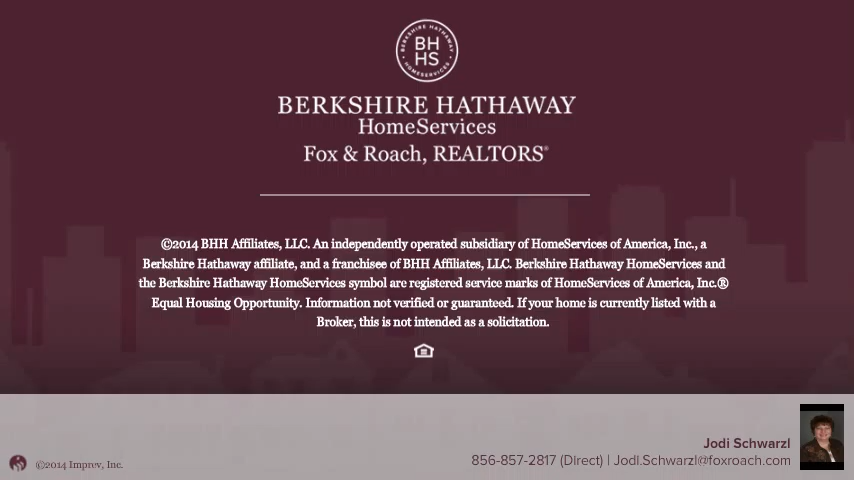 BERKSHIRE HATHAWAY
HOMESERVICES
BH
HS
BERKSHIRE HATHAWAY
HomeServices
Fox & Roach, REALTORS®
©2014 BHH Affiliates, LLC. An independently operated subsidiary of HomeServices of America, Inc., a
Berkshire Hathaway affiliate, and a franchisee of BHH Affiliates, LLC. Berkshire Hathaway HomeServices and
the Berkshire Hathaway HomeServices symbol are registered service marks of HomeServices of America, Inc.®
Equal Housing Opportunity. Information not verified or guaranteed. If your home is currently listed with a
Broker, this is not intended as a solicitation.
Jodi Schwarzl
856-857-2817 (Direct) | Jodi.Schwarzl@foxroach.com
©2014 Imprev, Inc.